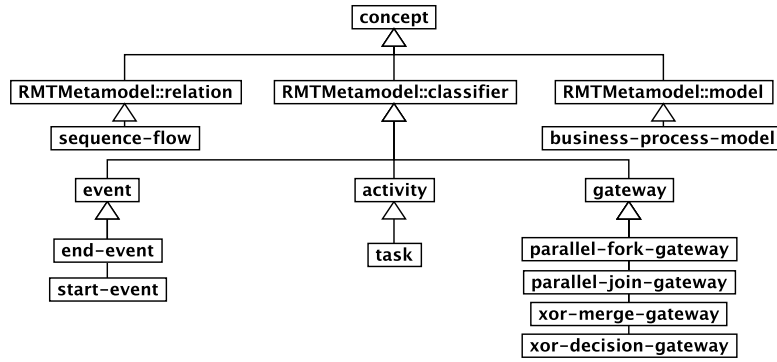 concept
RMTMetamodel::relation
RMTMetamodel::classifier
RMTMetamodel::model
sequence-flow
business-process-model
event
activity
gateway
end-event
task
parallel-fork-gateway
start-event
parallel-join-gateway
xor-merge-gateway
xor-decision-gateway